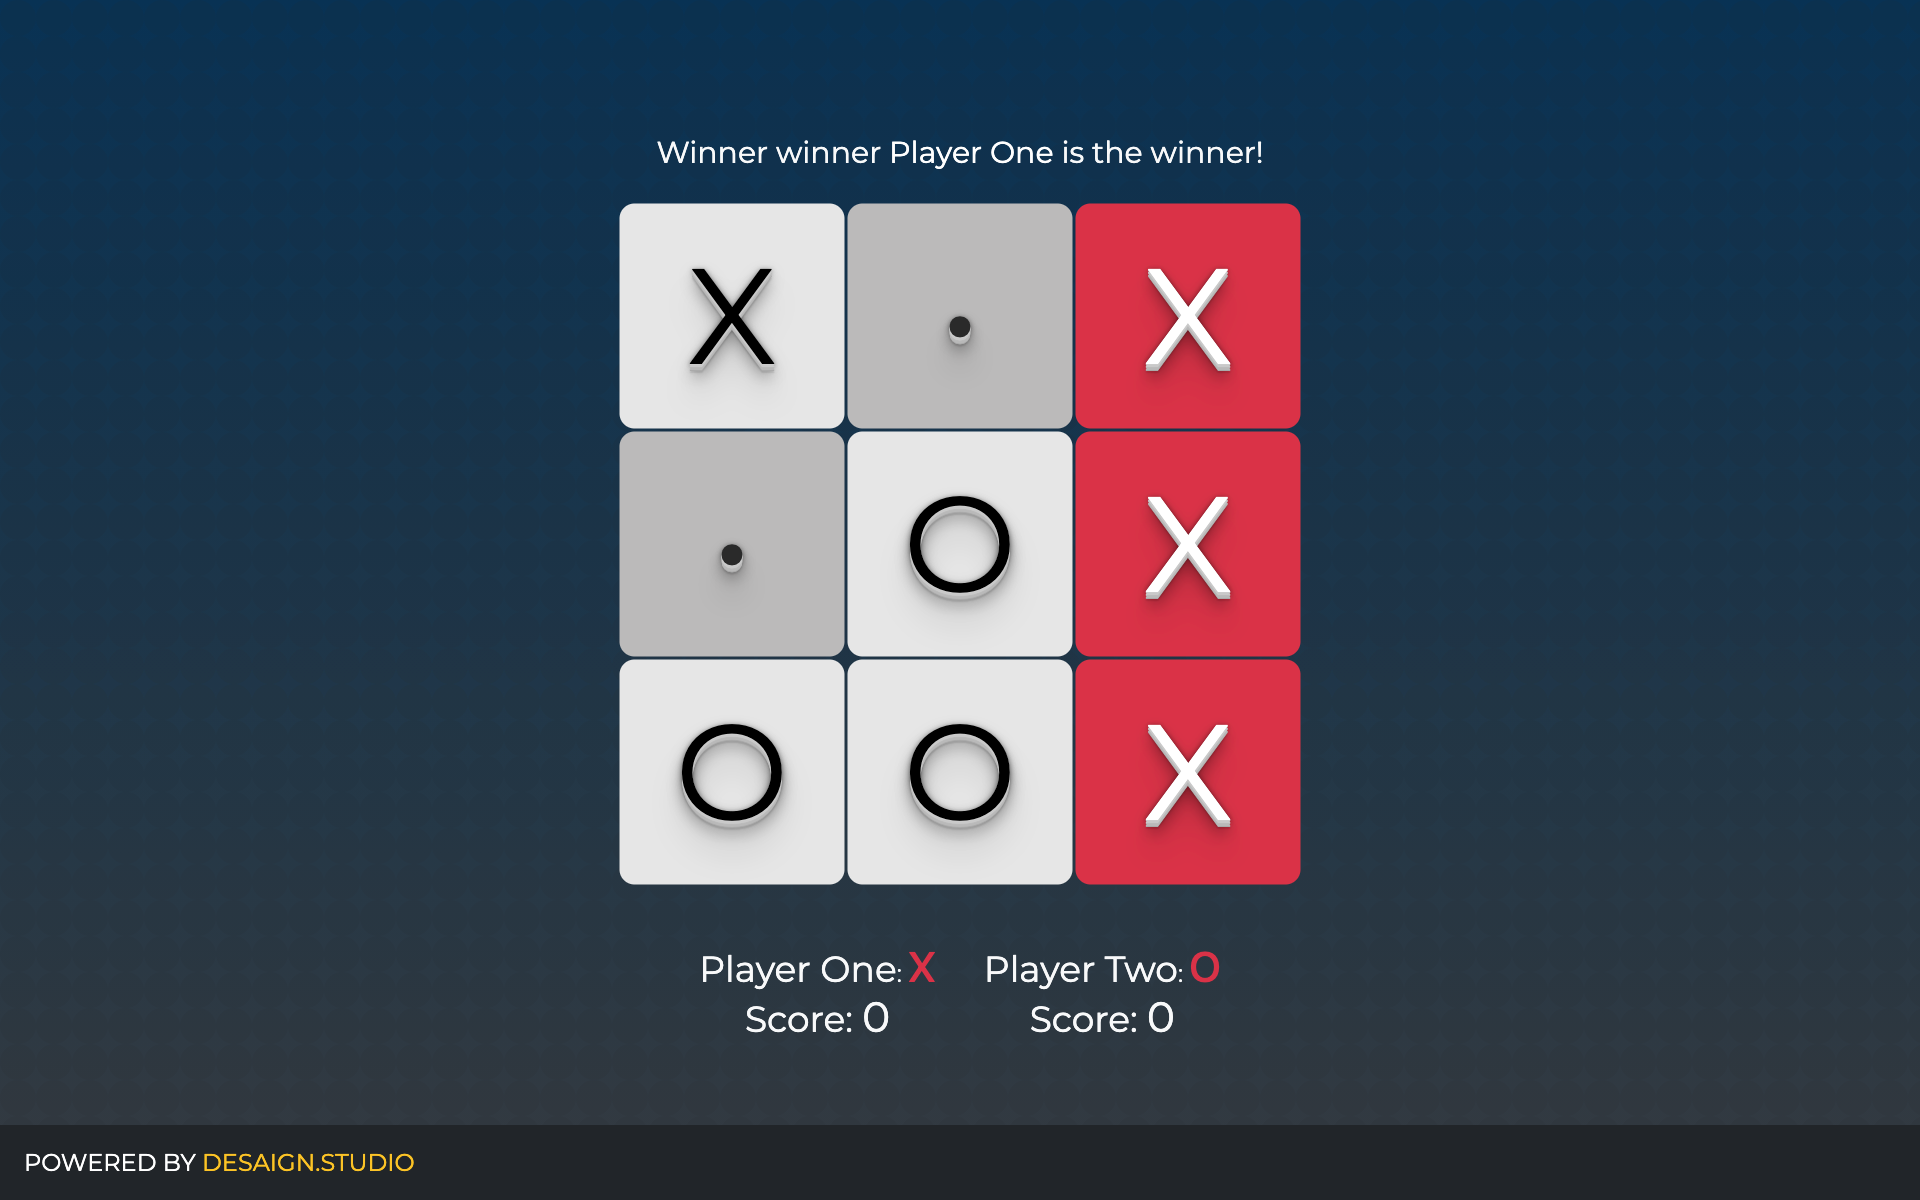 Winner winner Player One is the winner!
X . X
. O X
O O X
Player One: X Player Two: O
Score: 0 Score: 0
POWERED BY DESAIGN.STUDIO